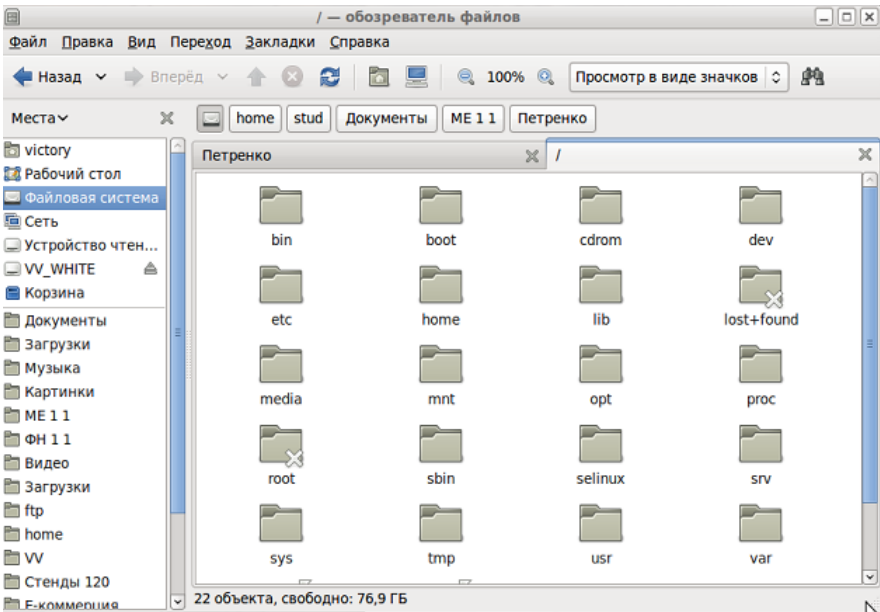 / — обозреватель файлов
Файл Правка Вид Переход Закладки Справка
Назад Вперёд 100% Просмотр в виде значков
Места
home stud Документы МЕ 1 1 Петренко
victory
Рабочий стол
Файловая система
Сеть
Устройство чтен...
VV_WHITE
Корзина
Документы
Загрузки
Музыка
Картинки
МЕ 1 1
ФН 1 1
Видео
Загрузки
ftp
home
VV
Стенды 120
Е-коммерция
Петренко /
bin boot cdrom dev
etc home lib lost+found
media mnt opt proc
root sbin selinux srv
sys tmp usr var
22 объекта, свободно: 76,9 ГБ